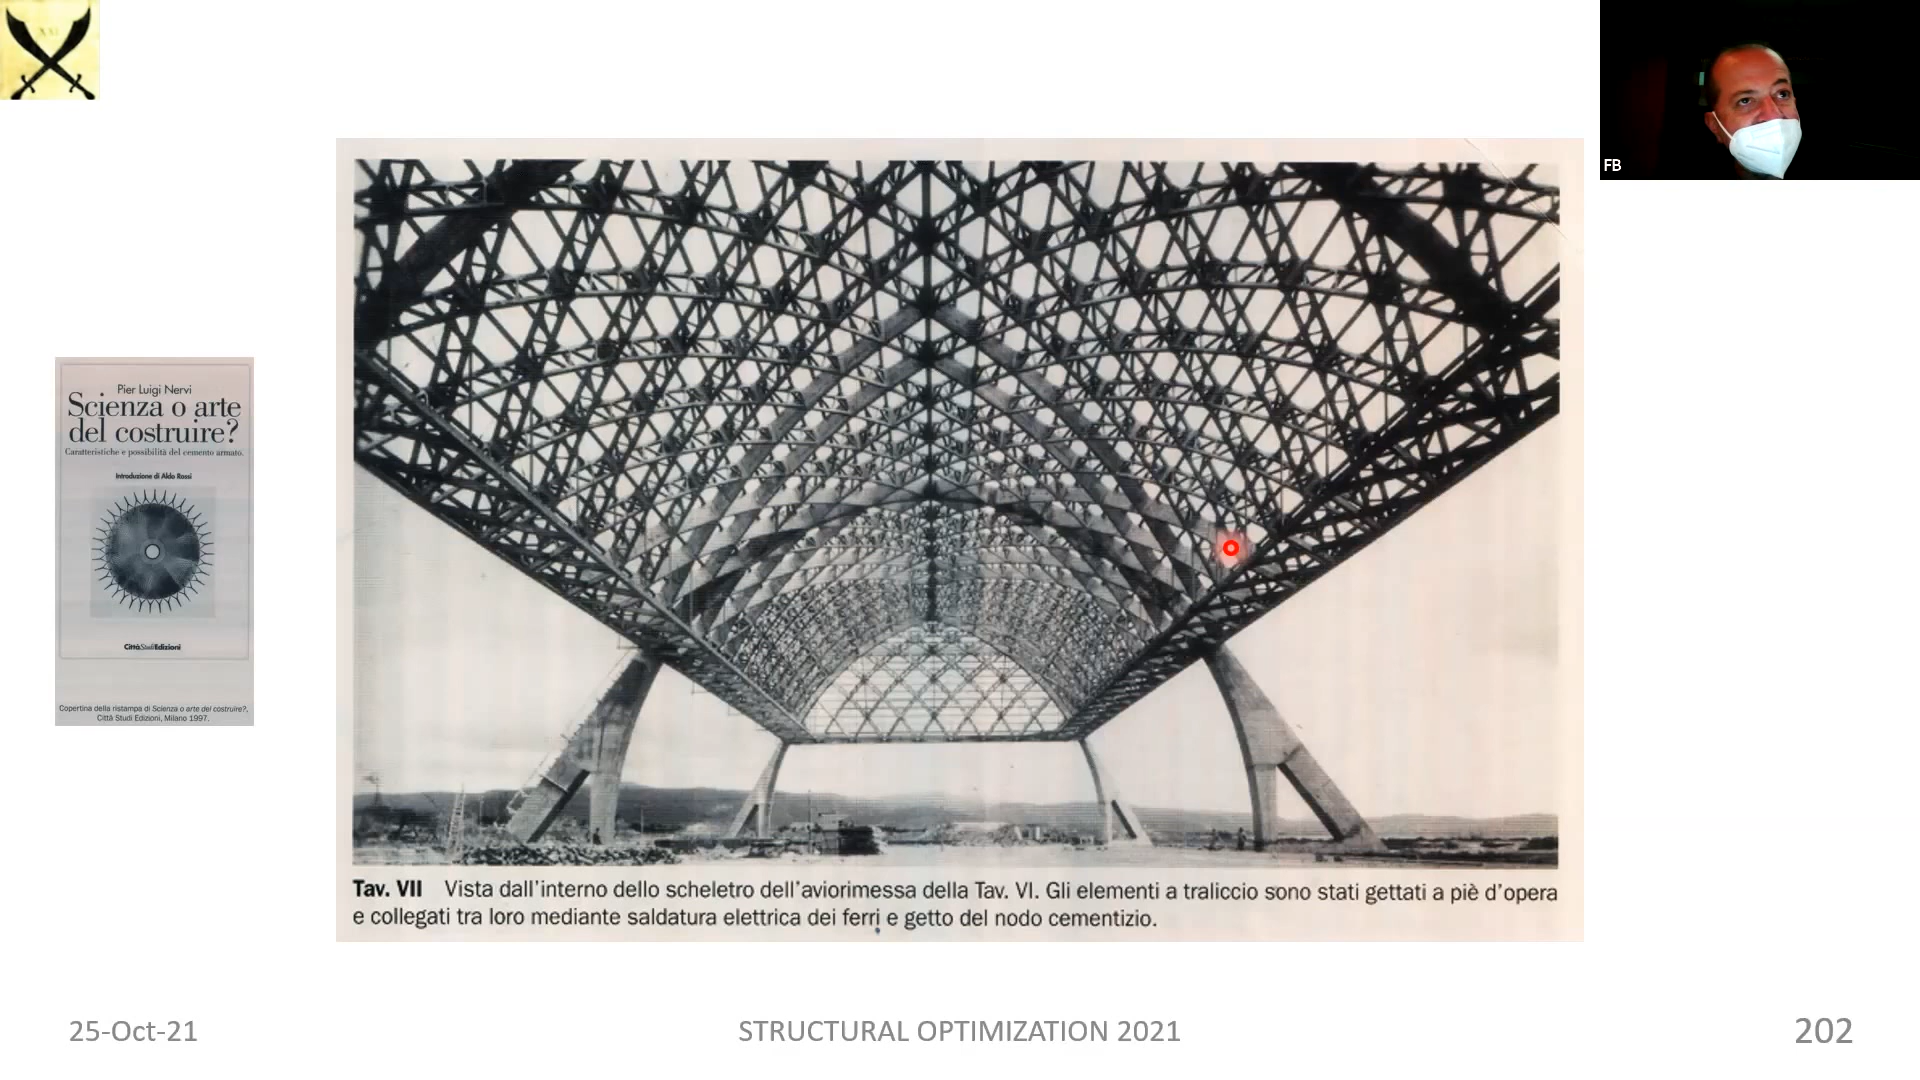 XXI
FB
Pier Luigi Nervi
Scienza o arte
del costruire?
Caratteristiche e possibilità del cemento armato.
Introduzione di Aldo Rossi
CittàStudiEdizioni
Copertina della ristampa di Scienza o arte del costruire?,
Città Studi Edizioni, Milano 1997.
Tav. VII Vista dall'interno dello scheletro dell'aviorimessa della Tav. VI. Gli elementi a traliccio sono stati gettati a piè d'opera
e collegati tra loro mediante saldatura elettrica dei ferri e getto del nodo cementizio.
25-Oct-21
STRUCTURAL OPTIMIZATION 2021
202